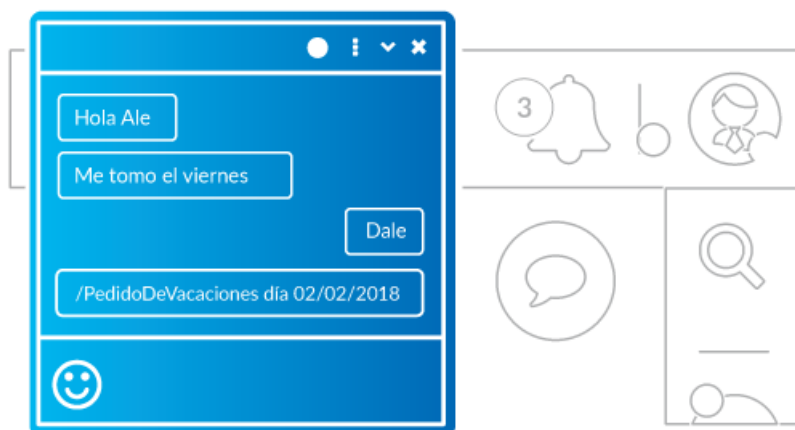 Hola Ale
3
Me tomo el viernes
Dale
/PedidoDeVacaciones día 02/02/2018